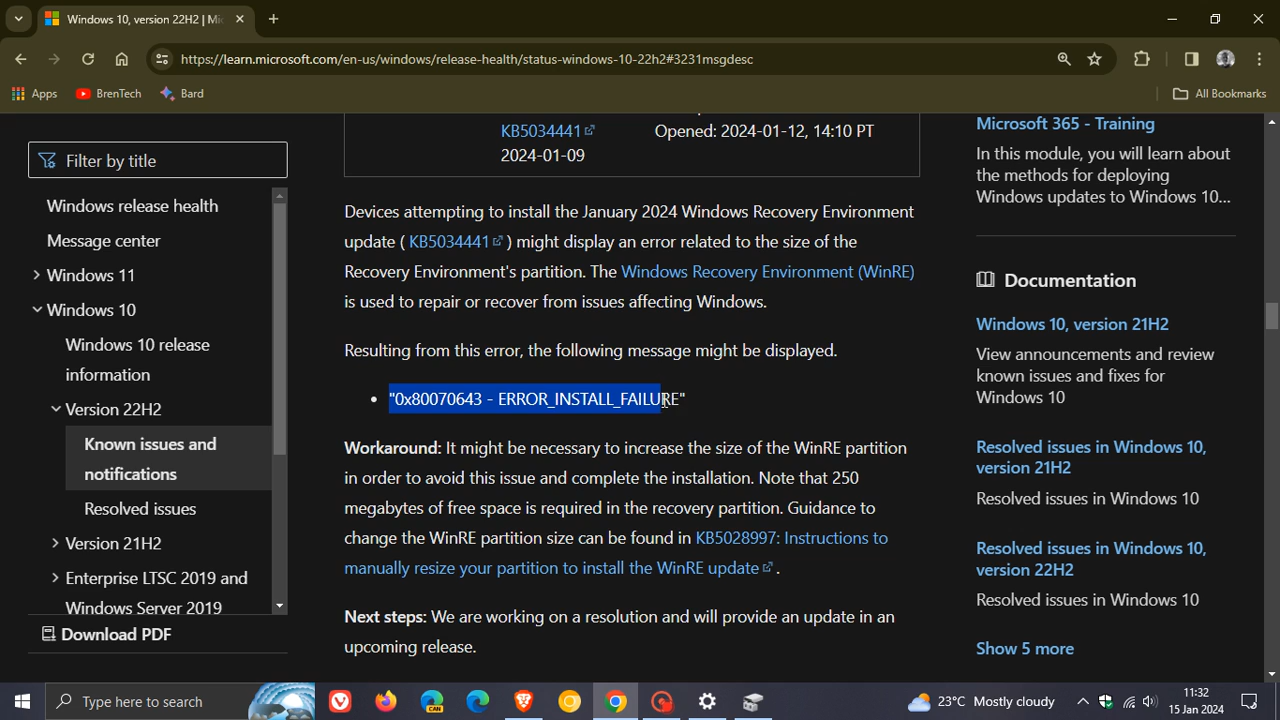 Windows 10, version 22H2 | Mi
https://learn.microsoft.com/en-us/windows/release-health/status-windows-10-22h2#3231msgdesc
Apps
BrenTech
Bard
All Bookmarks
Filter by title
Windows release health
Message center
Windows 11
Windows 10
Windows 10 release
information
Version 22H2
Known issues and
notifications
Resolved issues
Version 21H2
Enterprise LTSC 2019 and
Windows Server 2019
Download PDF
KB5034441
2024-01-09
Opened: 2024-01-12, 14:10 PT
Devices attempting to install the January 2024 Windows Recovery Environment
update ( KB5034441 ) might display an error related to the size of the
Recovery Environment's partition. The Windows Recovery Environment (WinRE)
is used to repair or recover from issues affecting Windows.
Resulting from this error, the following message might be displayed.
• "0x80070643 - ERROR_INSTALL_FAILURE"
Workaround: It might be necessary to increase the size of the WinRE partition
in order to avoid this issue and complete the installation. Note that 250
megabytes of free space is required in the recovery partition. Guidance to
change the WinRE partition size can be found in KB5028997: Instructions to
manually resize your partition to install the WinRE update .
Next steps: We are working on a resolution and will provide an update in an
upcoming release.
Microsoft 365 - Training
In this module, you will learn about
the methods for deploying
Windows updates to Windows 10...
Documentation
Windows 10, version 21H2
View announcements and review
known issues and fixes for
Windows 10
Resolved issues in Windows 10,
version 21H2
Resolved issues in Windows 10
Resolved issues in Windows 10,
version 22H2
Resolved issues in Windows 10
Show 5 more
Type here to search
CAN
23°C Mostly cloudy
11:32
15 Jan 2024